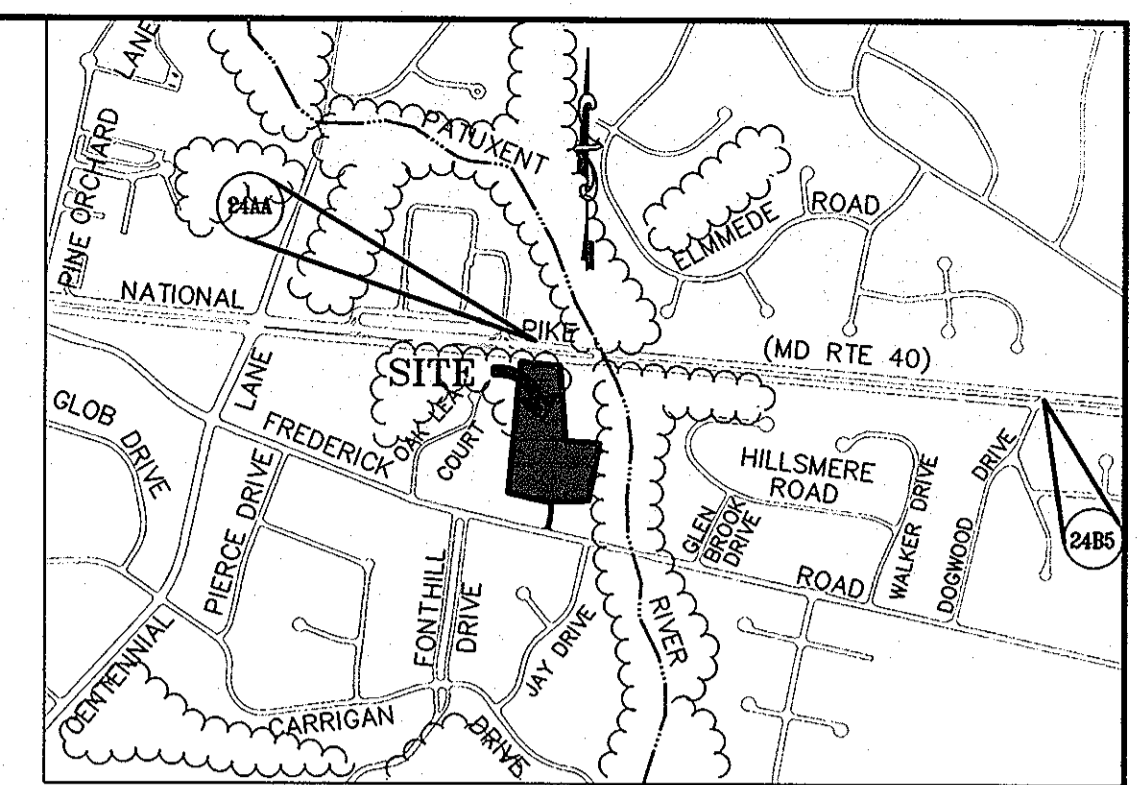 LANE
PINE ORCHARD
PATUXENT
24AA
ELMMEDE
ROAD
NATIONAL
PIKE
(MD RTE 40)
SITE
LANE
GLOB DRIVE
FREDERICK
OAK LEAF
COURT
HILLSMERE
ROAD
DRIVE
GLEN
BROOK
DRIVE
WALKER DRIVE
DOGWOOD
24B5
PIERCE DRIVE
FONTHILL
DRIVE
ROAD
JAY DRIVE
RIVER
CENTENNIAL
CARRIGAN
DRIVE